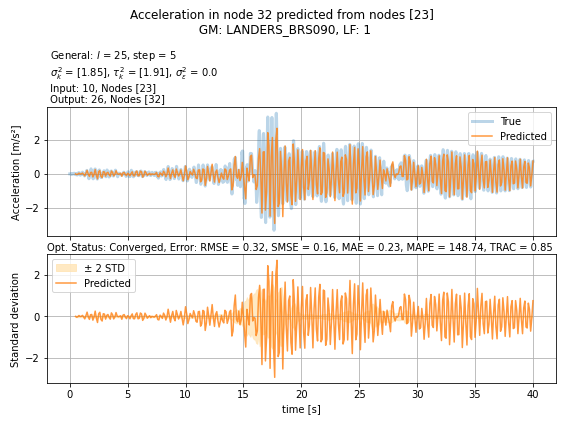 Acceleration in node 32 predicted from nodes [23]
GM: LANDERS_BRS090, LF: 1
General: l = 25, step = 5
σ²ₖ = [1.85], τ²ₖ = [1.91], σ²ε = 0.0
Input: 10, Nodes [23]
Output: 26, Nodes [32]
True
Predicted
Acceleration [m/s²]
2
0
−2
Opt. Status: Converged, Error: RMSE = 0.32, SMSE = 0.16, MAE = 0.23, MAPE = 148.74, TRAC = 0.85
± 2 STD
Predicted
Standard deviation
2
0
−2
0 5 10 15 20 25 30 35 40
time [s]